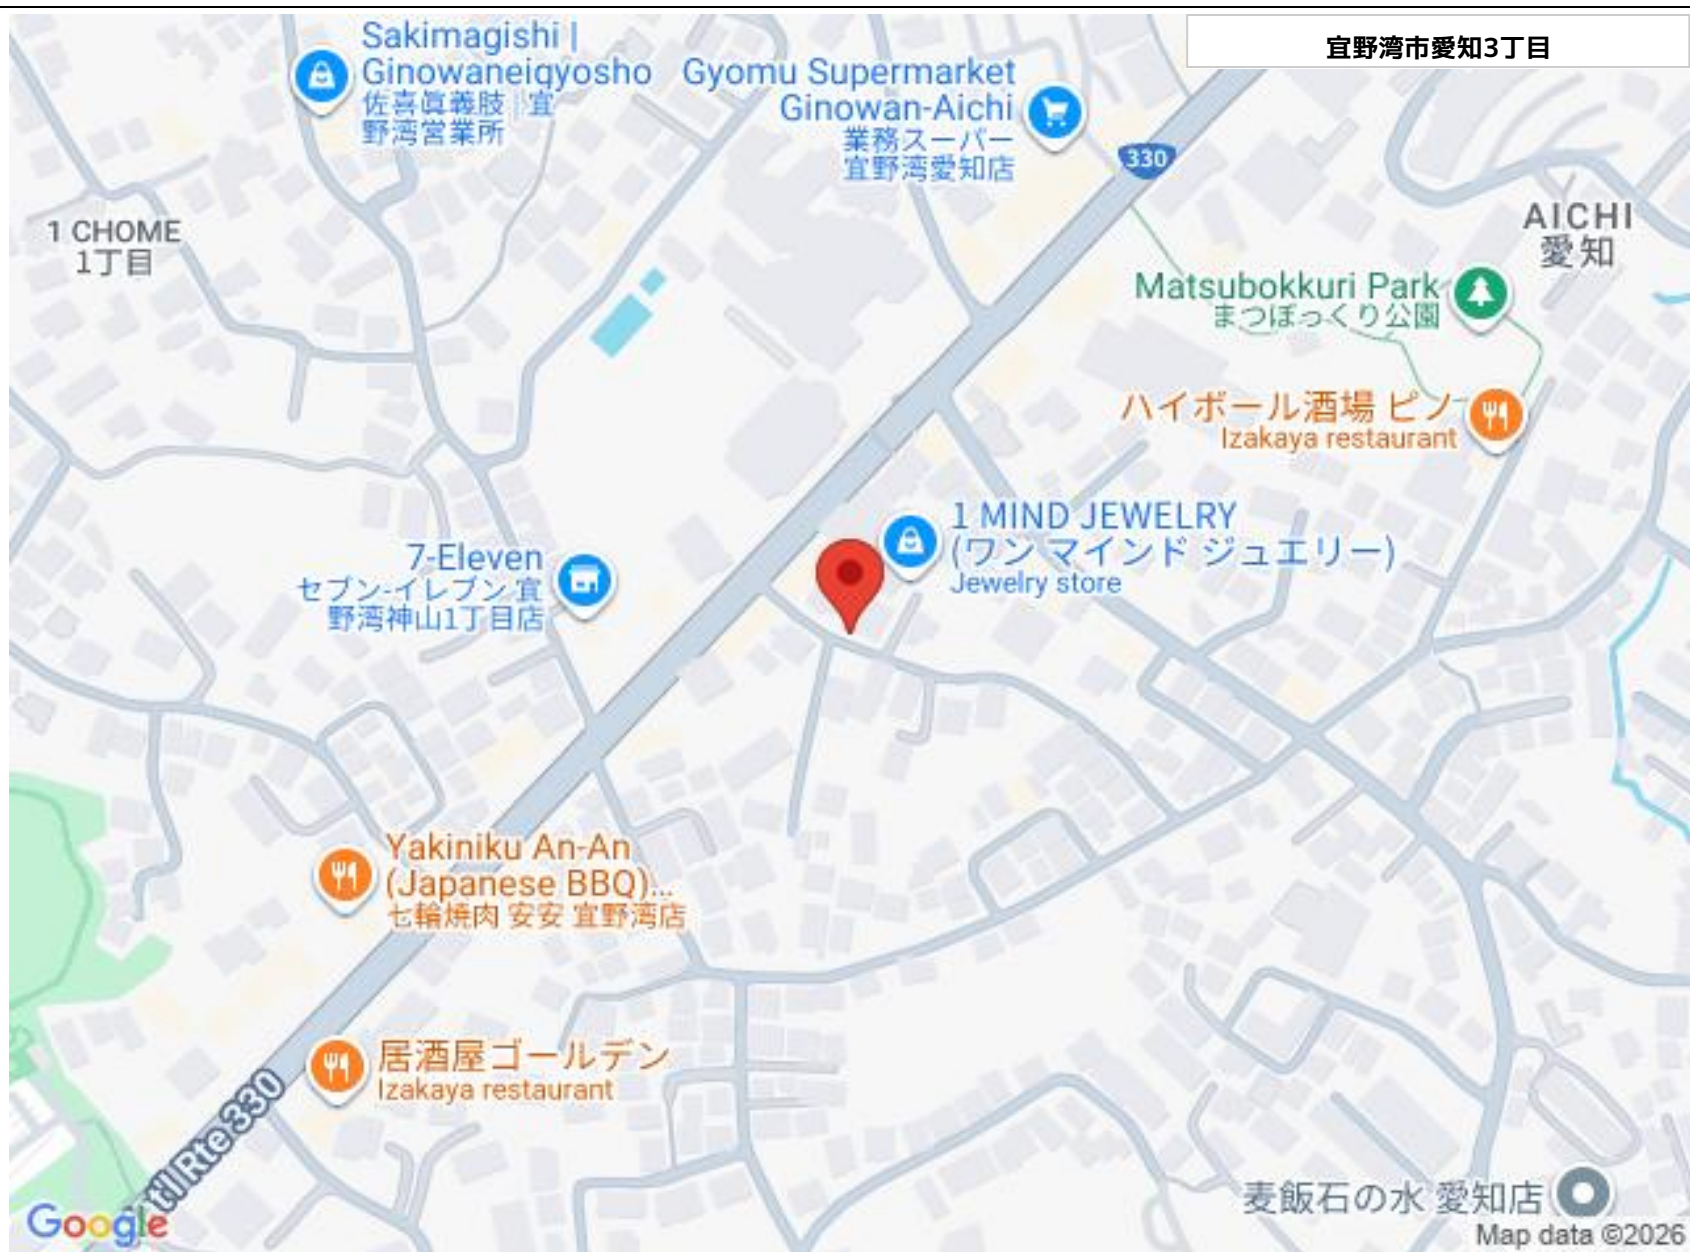 宜野湾市愛知3丁目
Sakimagishi |
Ginowaneigyosho
佐喜眞義肢 | 宜
野湾営業所
Gyomu Supermarket
Ginowan-Aichi
業務スーパー
宜野湾愛知店
330
1 CHOME
1丁目
AICHI
愛知
Matsubokkuri Park
まつぼっくり公園
ハイボール酒場 ピノ
Izakaya restaurant
1 MIND JEWELRY
(ワン マインド ジュエリー)
Jewelry store
7-Eleven
セブン-イレブン 宜
野湾神山1丁目店
Yakiniku An-An
(Japanese BBQ)...
七輪焼肉 安安 宜野湾店
居酒屋ゴールデン
Izakaya restaurant
t'l Rte 330
麦飯石の水 愛知店
Google
Map data ©2026